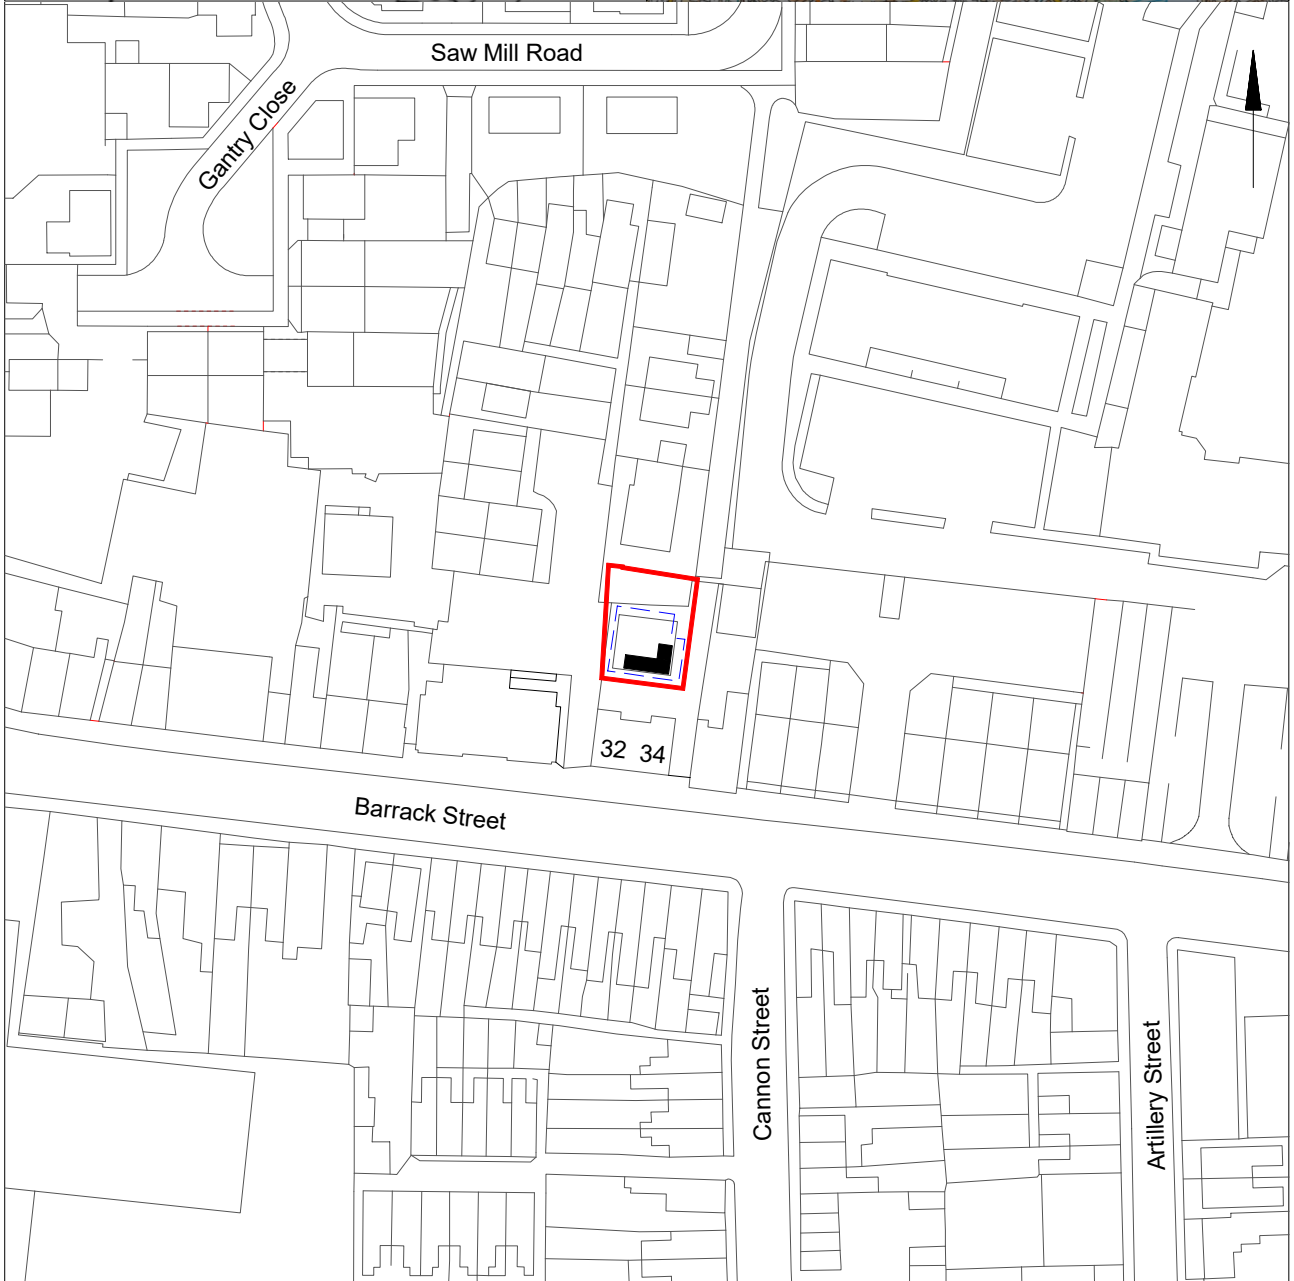 Saw Mill Road
Gantry Close
32 34
Barrack Street
Cannon Street
Artillery Street